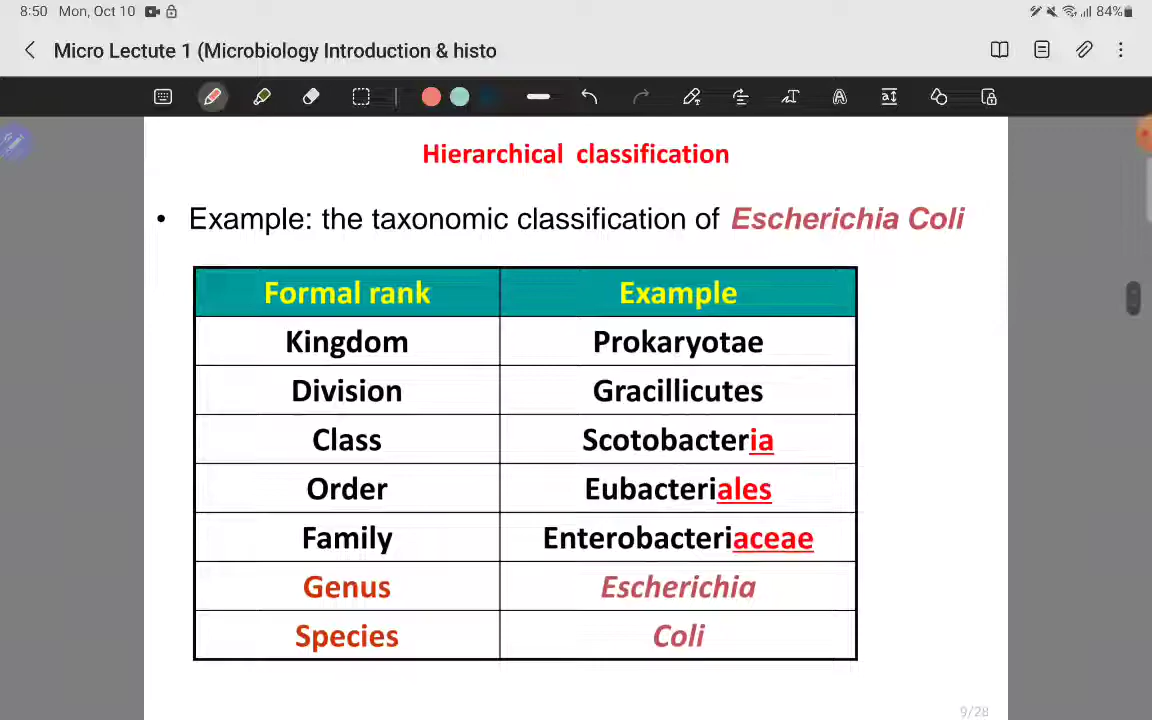 8:50 Mon, Oct 10 84%
Micro Lectute 1 (Microbiology Introduction & histo
Hierarchical classification
• Example: the taxonomic classification of Escherichia Coli
Formal rank Example
Kingdom Prokaryotae
Division Gracillicutes
Class Scotobacteria
Order Eubacteriales
Family Enterobacteriaceae
Genus Escherichia
Species Coli
9/28